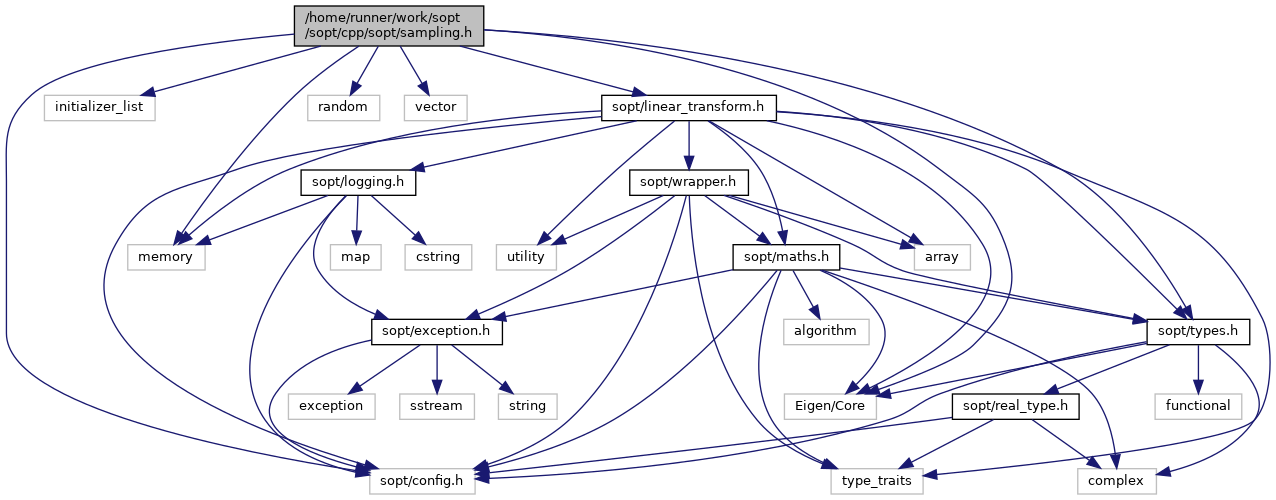 /home/runner/work/sopt
/sopt/cpp/sopt/sampling.h
initializer_list
random
vector
sopt/linear_transform.h
sopt/logging.h
sopt/wrapper.h
memory
map
cstring
utility
sopt/maths.h
array
sopt/exception.h
algorithm
sopt/types.h
exception
sstream
string
Eigen/Core
sopt/real_type.h
functional
sopt/config.h
type_traits
complex